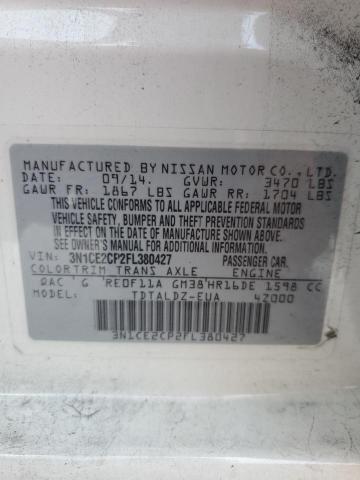 MANUFACTURED BY NISSAN MOTOR CO., LTD.
DATE: 09/14. GVWR: 3470 LBS
GAWR FR: 1867 LBS GAWR RR: 1704 LBS
THIS VEHICLE CONFORMS TO ALL APPLICABLE FEDERAL MOTOR
VEHICLE SAFETY, BUMPER AND THEFT PREVENTION STANDARDS
IN EFFECT ON THE DATE OF MANUFACTURE SHOWN ABOVE.
SEE OWNER'S MANUAL FOR ADDITIONAL INFORMATION.
VIN: 3N1CE2CP2FL380427 PASSENGER CAR.
COLOR TRIM TRANS AXLE ENGINE
QAC G RE0F11A GM38 HR16DE 1598 CC
MODEL: TDTALDZ-EUA 4Z000
3N1CE2CP2FL380427